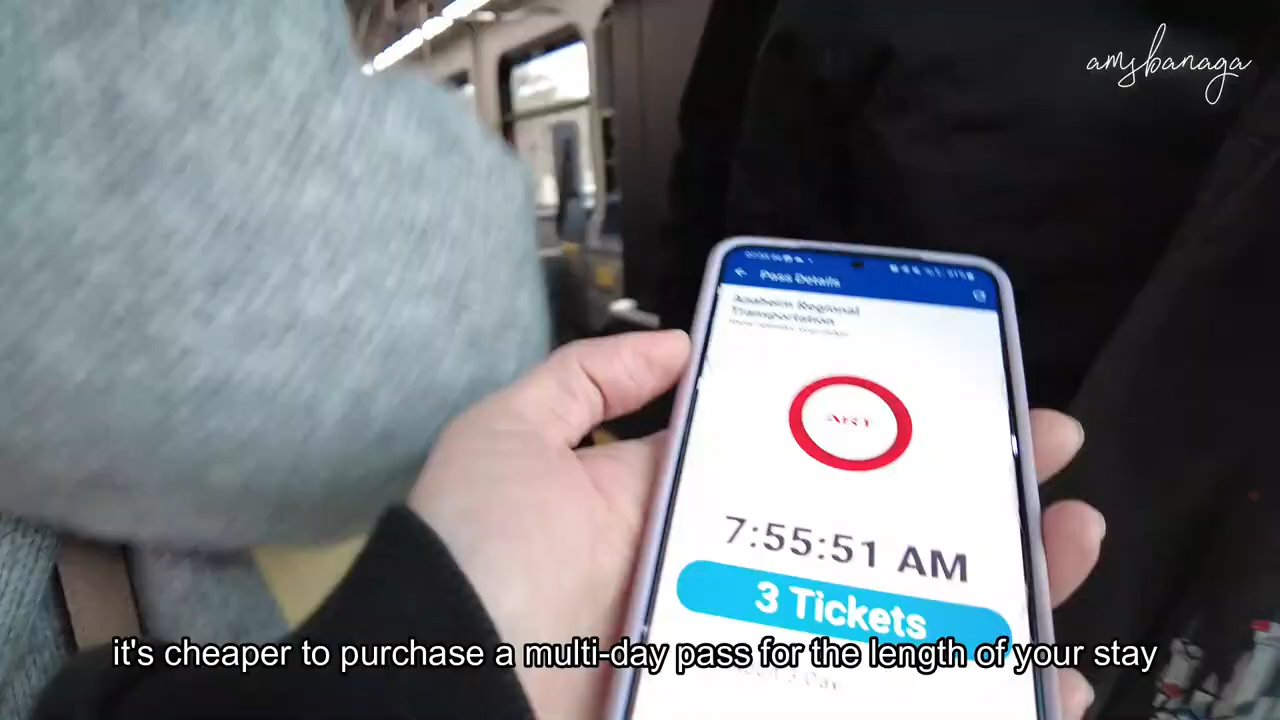 amsbanaga
Pass Details
Anaheim Regional
Transportation
ART
7:55:51 AM
3 Tickets
it's cheaper to purchase a multi-day pass for the length of your stay